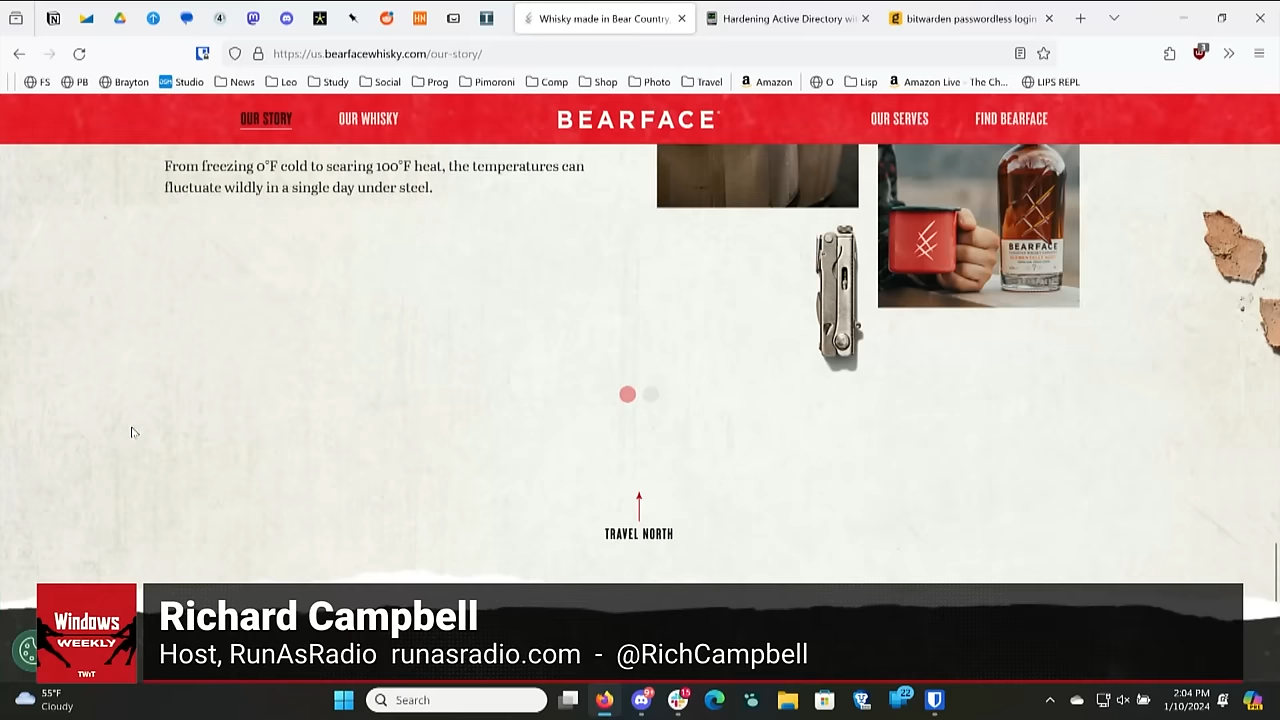 Whisky made in Bear Country,
Hardening Active Directory wi
bitwarden passwordless login
https://us.bearfacewhisky.com/our-story/
FS
PB
Brayton
Studio
News
Leo
Study
Social
Prog
Pimoroni
Comp
Shop
Photo
Travel
Amazon
O
Lisp
Amazon Live - The Ch...
LIPS REPL
OUR STORY
OUR WHISKY
BEARFACE
OUR SERVES
FIND BEARFACE
From freezing 0°F cold to searing 100°F heat, the temperatures can
fluctuate wildly in a single day under steel.
BEARFACE
TRAVEL NORTH
Windows
WEEKLY
TWiT
Richard Campbell
Host, RunAsRadio runasradio.com - @RichCampbell
55°F
Cloudy
Search
9+
15
22
2:04 PM
1/10/2024